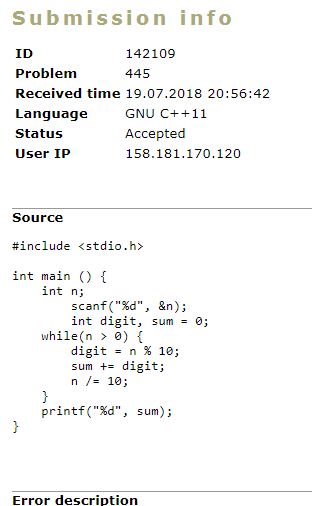 Submission info
ID 142109
Problem 445
Received time 19.07.2018 20:56:42
Language GNU C++11
Status Accepted
User IP 158.181.170.120
Source
#include <stdio.h>
int main () {
    int n;
        scanf("%d", &n);
        int digit, sum = 0;
    while(n > 0) {
        digit = n % 10;
        sum += digit;
        n /= 10;
    }
    printf("%d", sum);
}
Error description